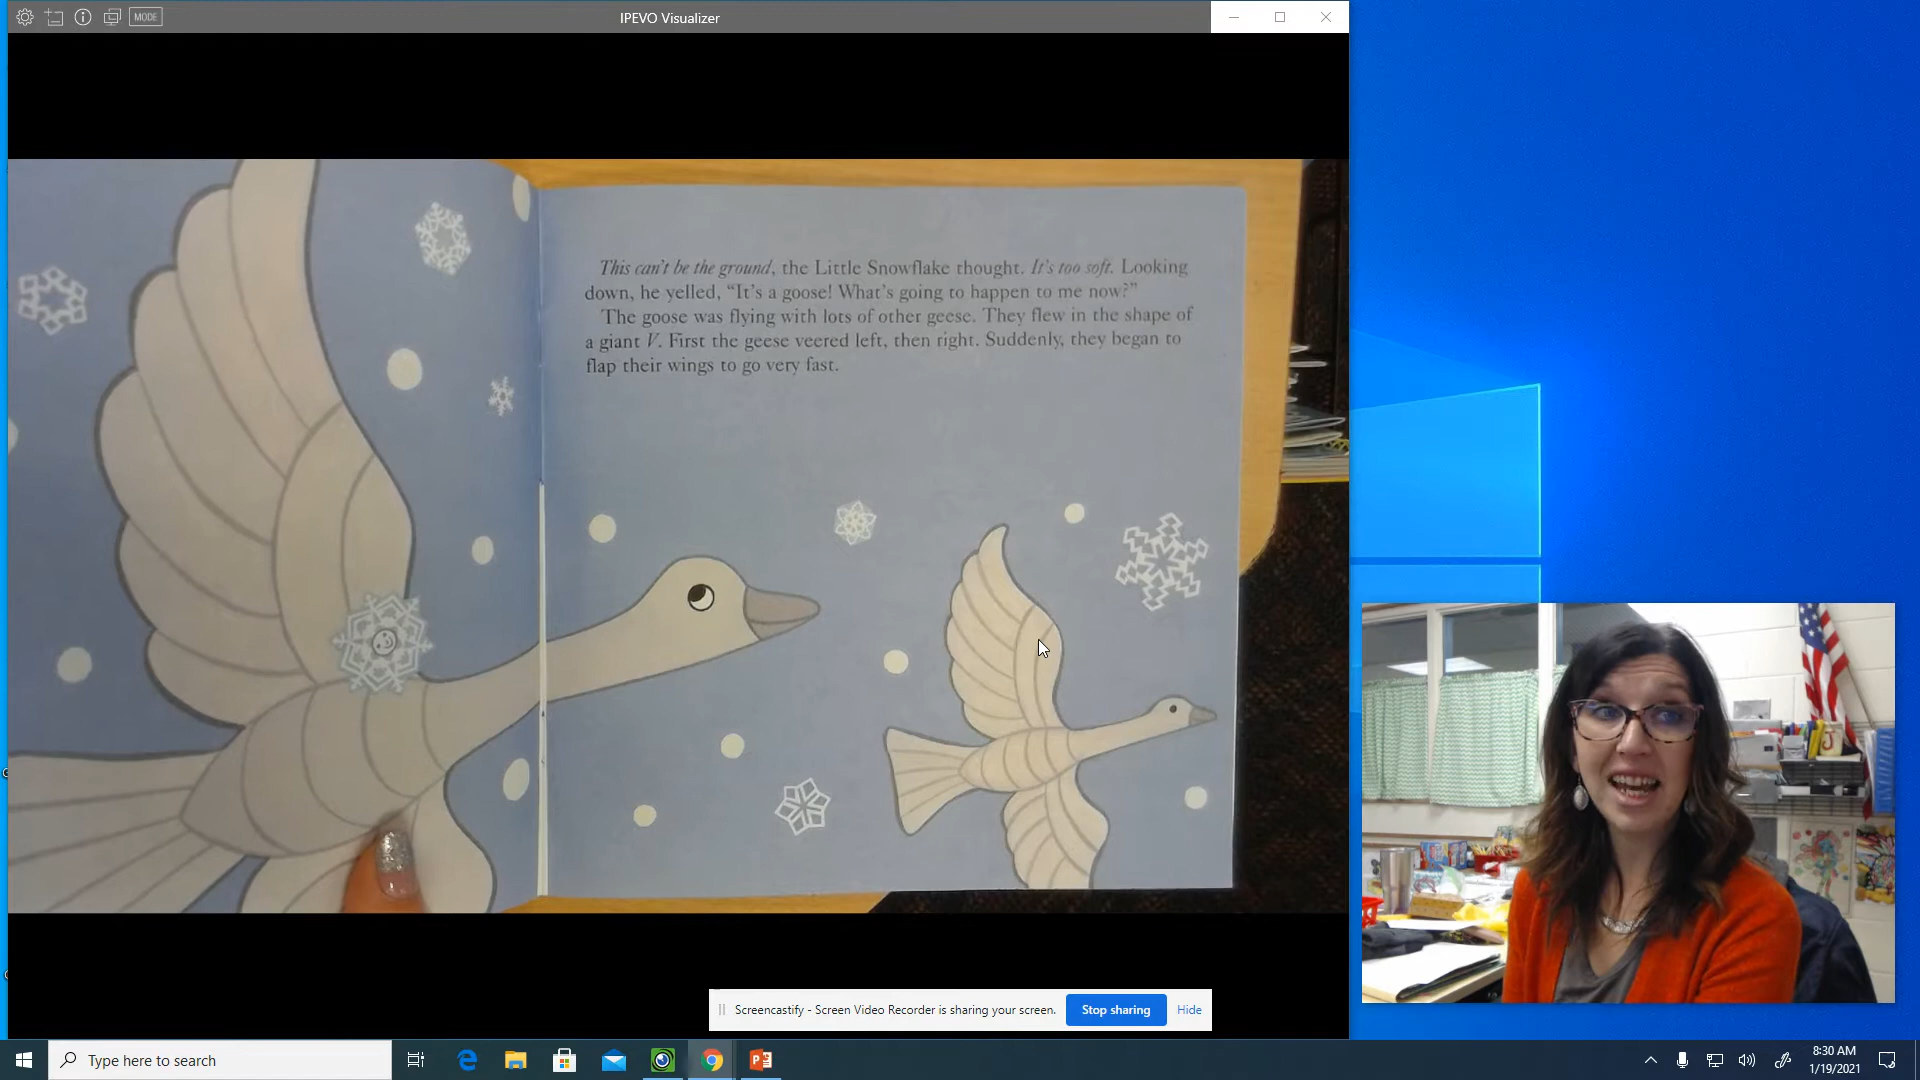 MODE
IPEVO Visualizer
This can't be the ground, the Little Snowflake thought. It's too soft. Looking
down, he yelled, "It's a goose! What's going to happen to me now?"
The goose was flying with lots of other geese. They flew in the shape of
a giant V. First the geese veered left, then right. Suddenly, they began to
flap their wings to go very fast.
Screencastify - Screen Video Recorder is sharing your screen.
Stop sharing
Hide
Type here to search
8:30 AM
1/19/2021